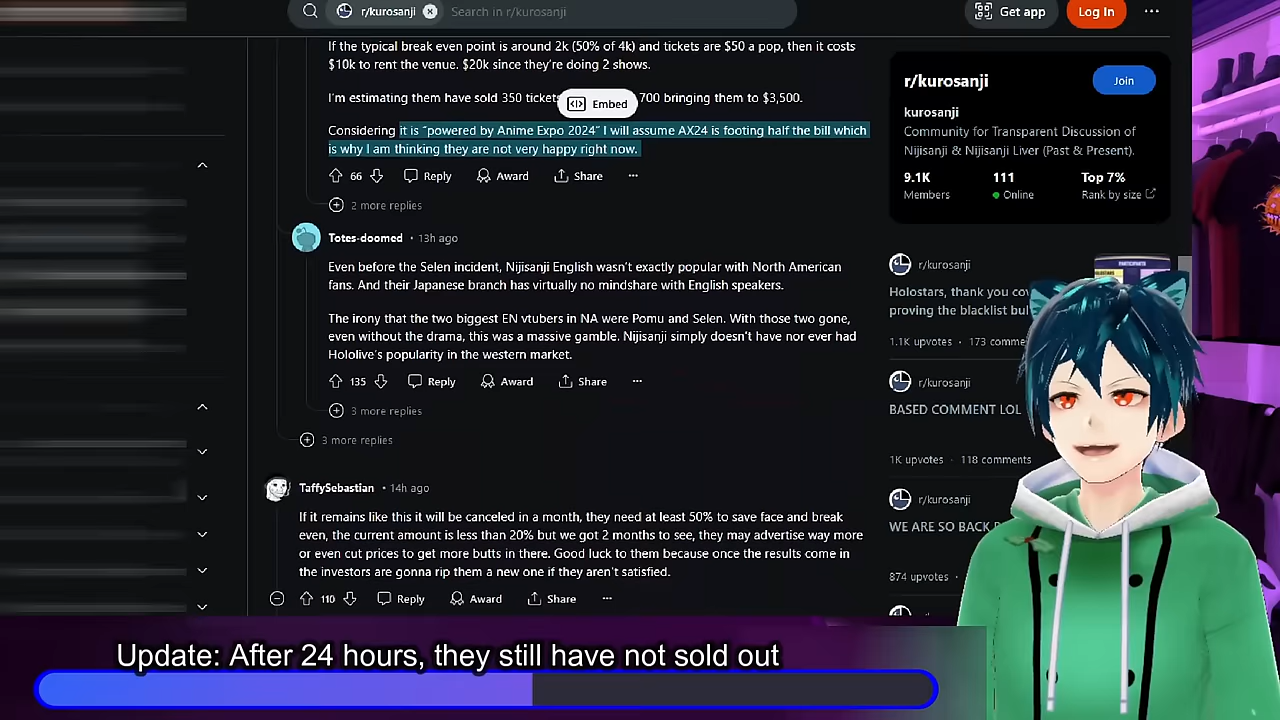 r/kurosanji
Search in r/kurosanji
Get app
Log In
If the typical break even point is around 2k (50% of 4k) and tickets are $50 a pop, then it costs
$10k to rent the venue. $20k since they're doing 2 shows.
I'm estimating them have sold 350 tickets
Embed
700 bringing them to $3,500.
Considering it is "powered by Anime Expo 2024" I will assume AX24 is footing half the bill which
is why I am thinking they are not very happy right now.
66
Reply
Award
Share
2 more replies
Totes-doomed • 13h ago
Even before the Selen incident, Nijisanji English wasn't exactly popular with North American
fans. And their Japanese branch has virtually no mindshare with English speakers.
The irony that the two biggest EN vtubers in NA were Pomu and Selen. With those two gone,
even without the drama, this was a massive gamble. Nijisanji simply doesn't have nor ever had
Hololive's popularity in the western market.
135
Reply
Award
Share
3 more replies
3 more replies
TaffySebastian • 14h ago
If it remains like this it will be canceled in a month, they need at least 50% to save face and break
even, the current amount is less than 20% but we got 2 months to see, they may advertise way more
or even cut prices to get more butts in there. Good luck to them because once the results come in
the investors are gonna rip them a new one if they aren't satisfied.
110
Reply
Award
Share
r/kurosanji
Join
kurosanji
Community for Transparent Discussion of
Nijisanji & Nijisanji Liver (Past & Present).
9.1K
111
Top 7%
Members
Online
Rank by size
r/kurosanji
Holostars, thank you
proving the blacklist
1.1K upvotes • 173
r/kurosanji
BASED COMMENT LOL
1K upvotes • 118 comments
r/kurosanji
WE ARE SO BACK
874 upvotes
Update: After 24 hours, they still have not sold out